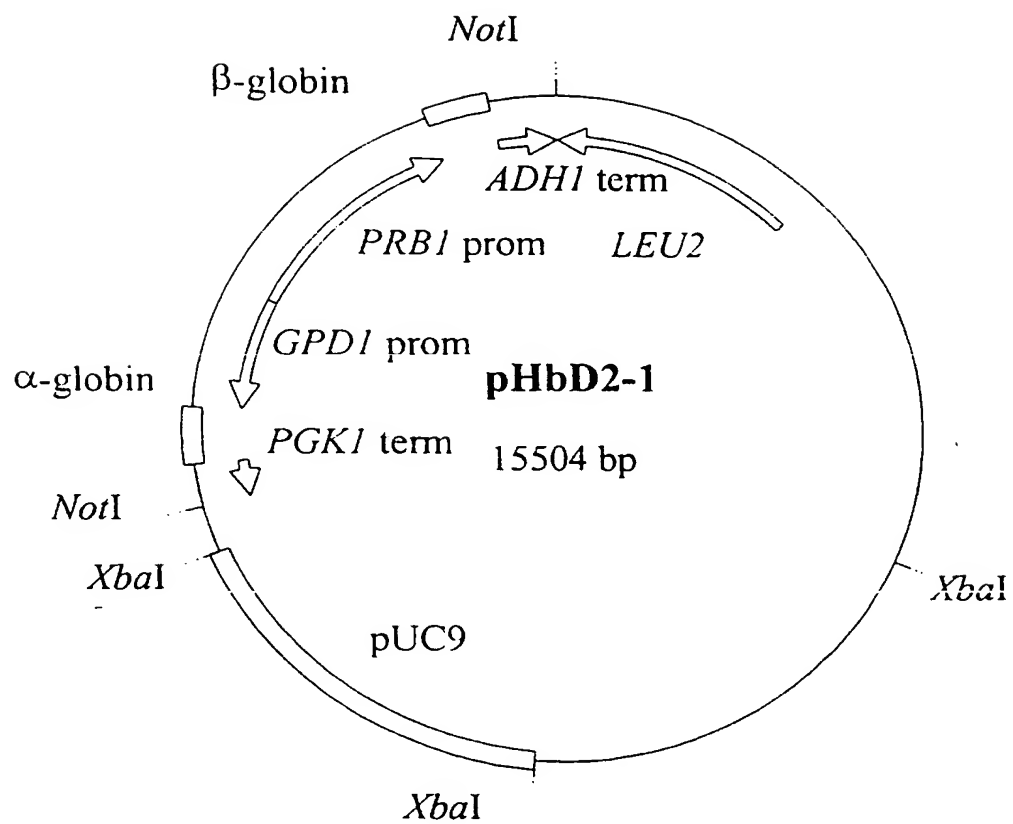 NotI
β-globin
ADH1 term
PRB1 prom
LEU2
GPD1 prom
α-globin
pHbD2-1
PGK1 term
15504 bp
NotI
XbaI
XbaI
pUC9
XbaI